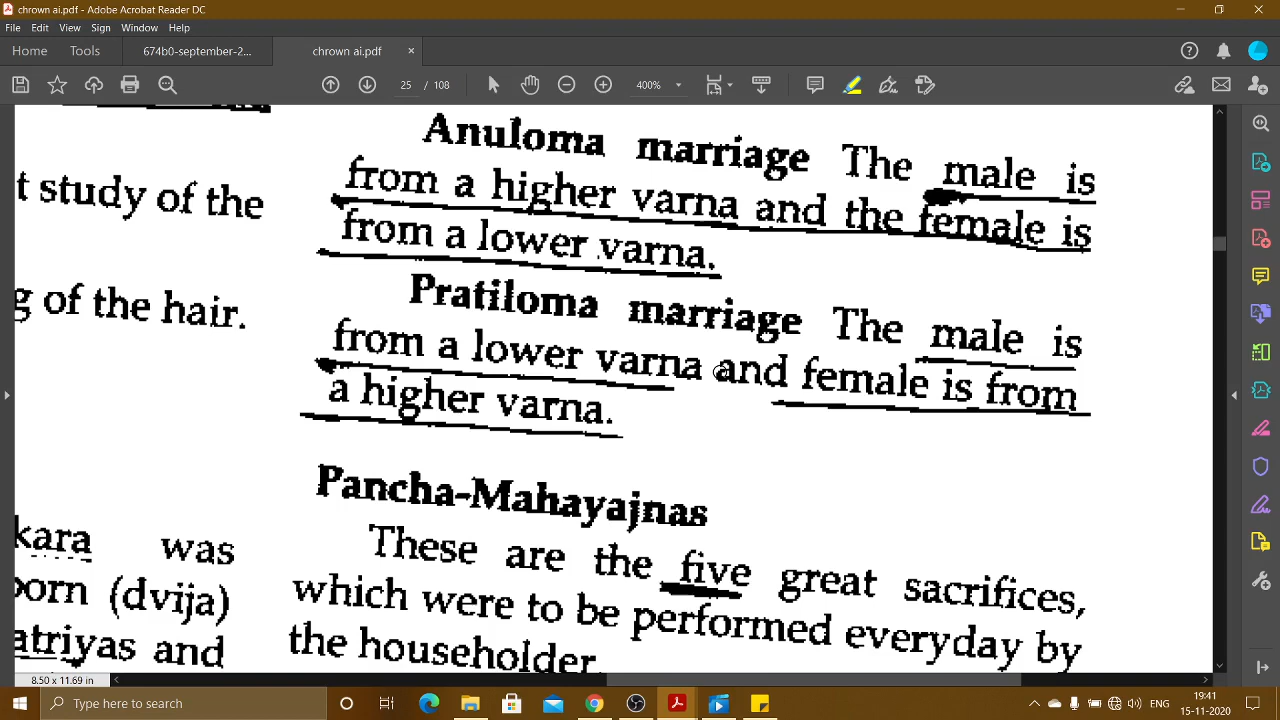 chrown ai.pdf - Adobe Acrobat Reader DC
File Edit View Sign Window Help
Home Tools 674b0-september-2... chrown ai.pdf ×
25 / 108 400%
t study of the
g of the hair.
kara was
born (dvija)
atriyas and
Anuloma marriage The male is
from a higher varna and the female is
from a lower varna.
Pratiloma marriage The male is
from a lower varna and female is from
a higher varna.
Pancha-Mahayajnas
These are the five great sacrifices,
which were to be performed everyday by
the householder.
8.50 x 11.69 in
Type here to search
ENG
19:41
15-11-2020